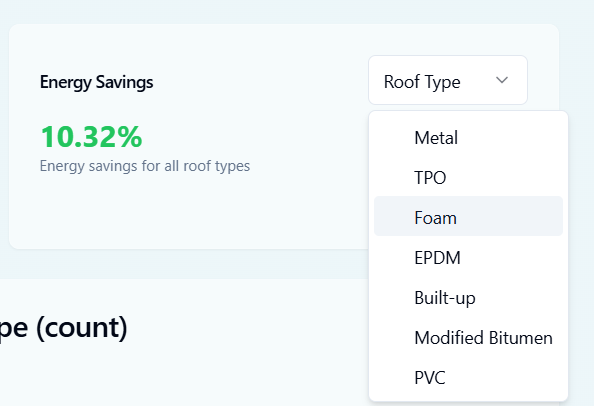 Energy Savings
Roof Type
10.32%
Energy savings for all roof types
Metal
TPO
Foam
EPDM
Built-up
Modified Bitumen
PVC
(count)